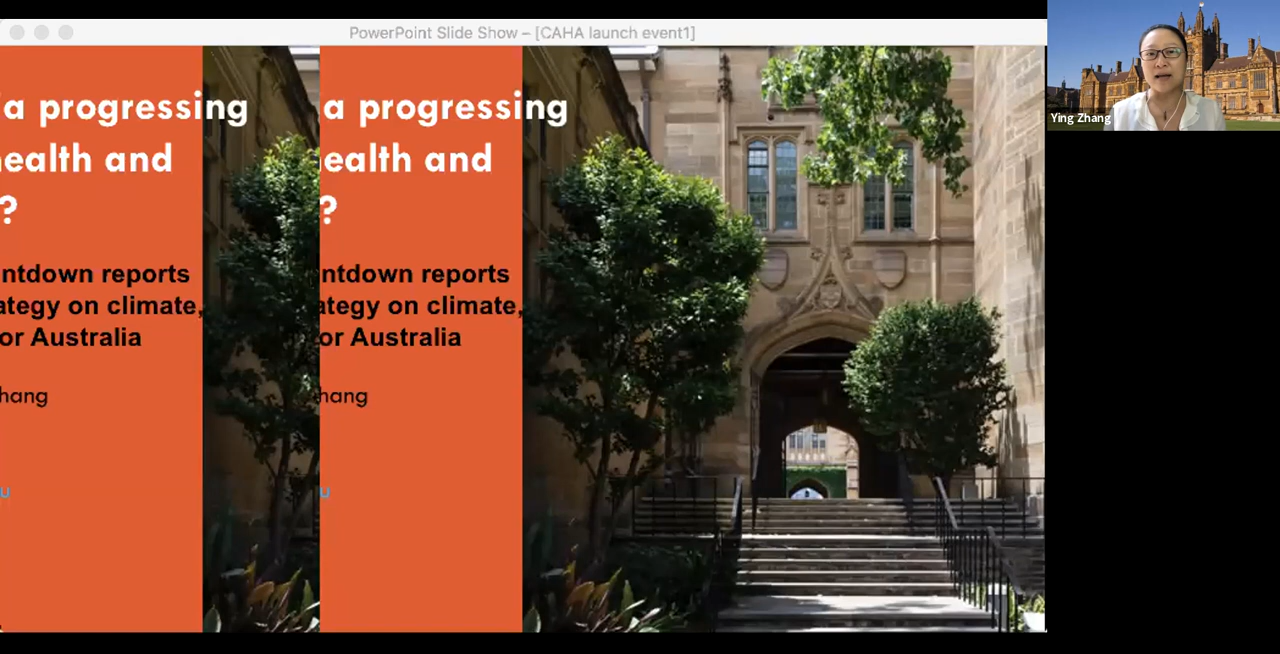 PowerPoint Slide Show – [CAHA launch event1]
a progressing
a progressing
ealth and
ealth and
?
?
ntdown reports
ntdown reports
ategy on climate,
ategy on climate,
or Australia
or Australia
hang
hang
u
u
Ying Zhang